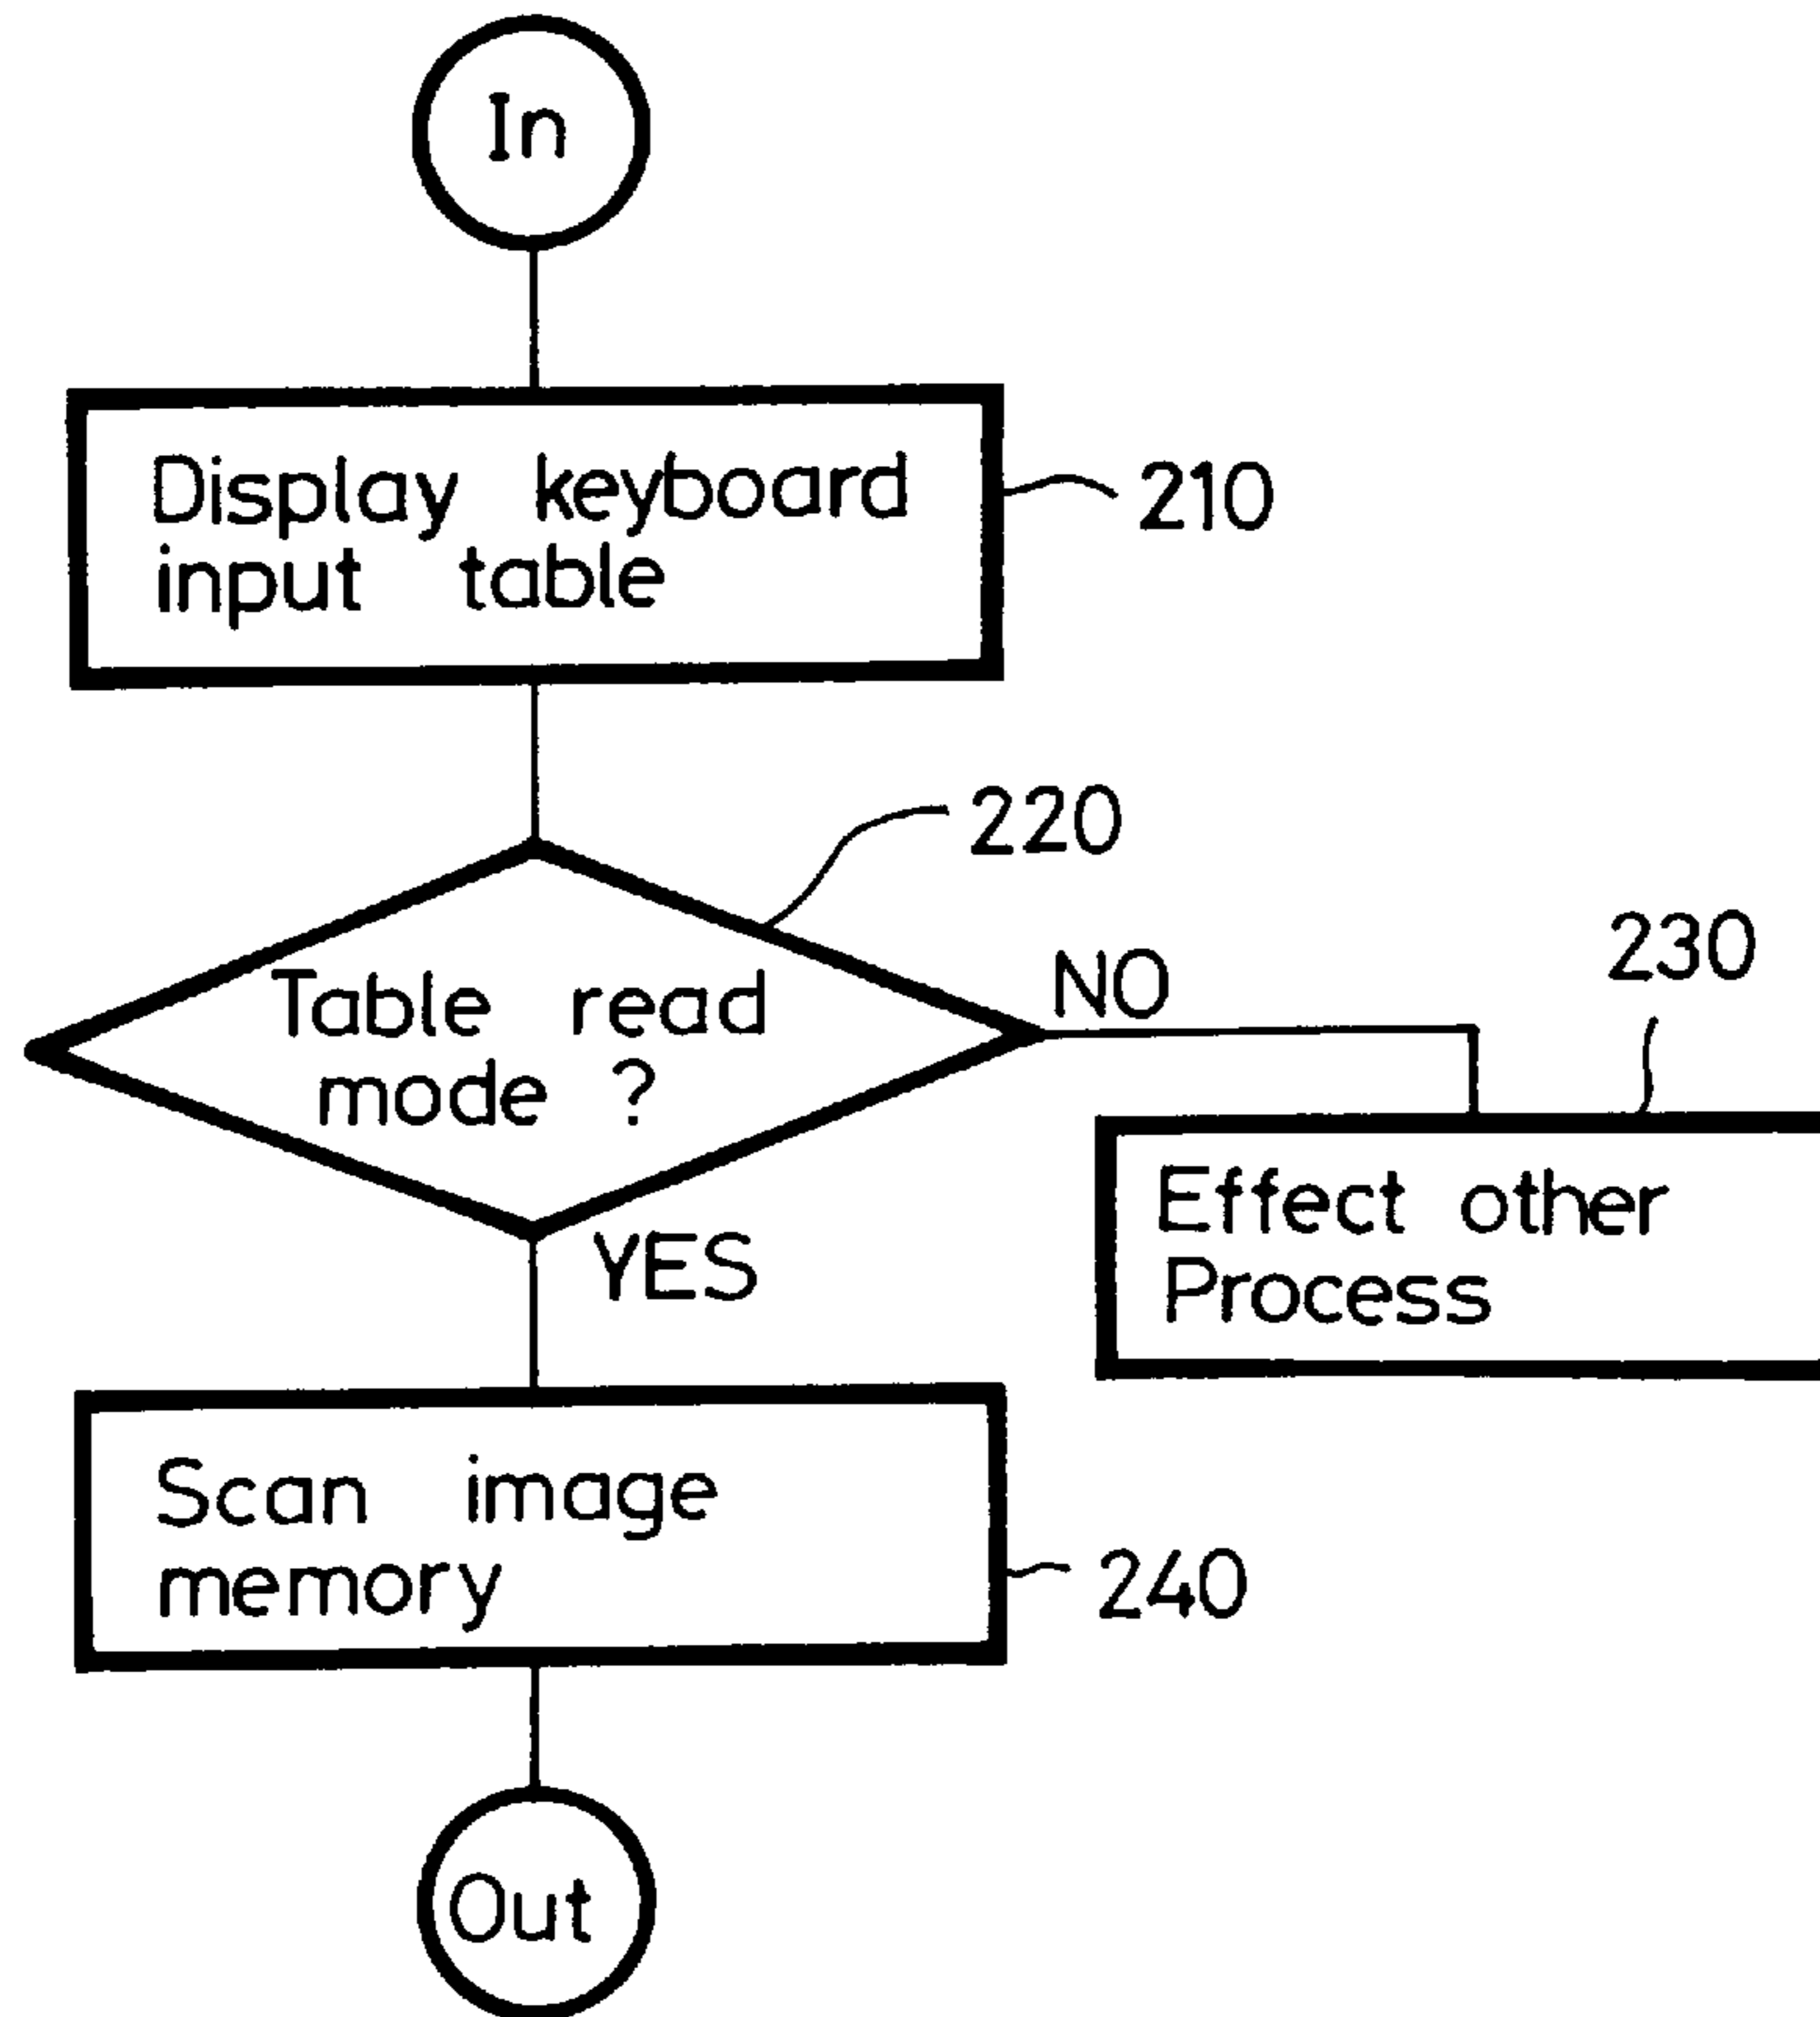 In
Display keyboard
input table
210
220
Table read
mode ?
NO
230
Effect other
Process
YES
Scan image
memory
240
Out